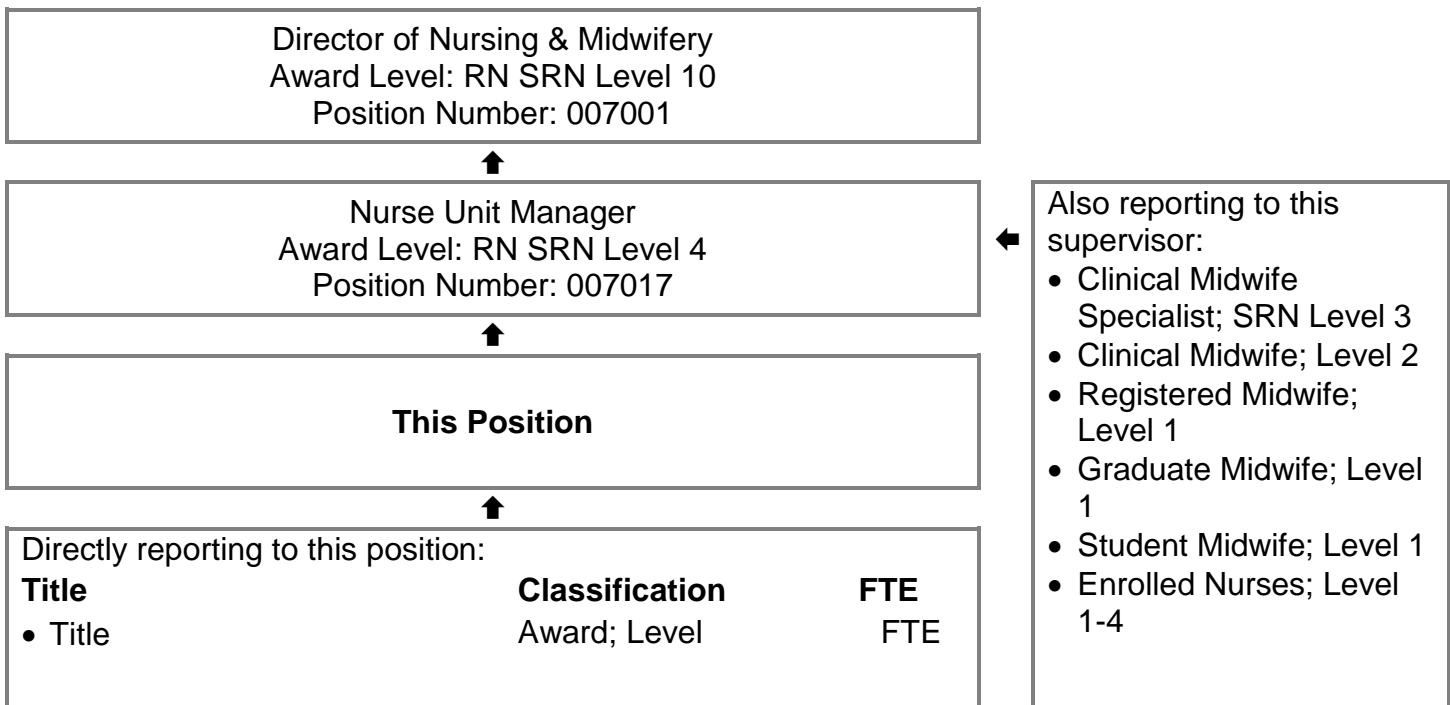 Director of Nursing & Midwifery
Award Level: RN SRN Level 10
Position Number: 007001
Nurse Unit Manager
Award Level: RN SRN Level 4
Position Number: 007017
This Position
Directly reporting to this position:
Title Classification FTE
• Title Award; Level FTE
Also reporting to this
supervisor:
• Clinical Midwife
Specialist; SRN Level 3
• Clinical Midwife; Level 2
• Registered Midwife;
Level 1
• Graduate Midwife; Level
1
• Student Midwife; Level 1
• Enrolled Nurses; Level
1-4